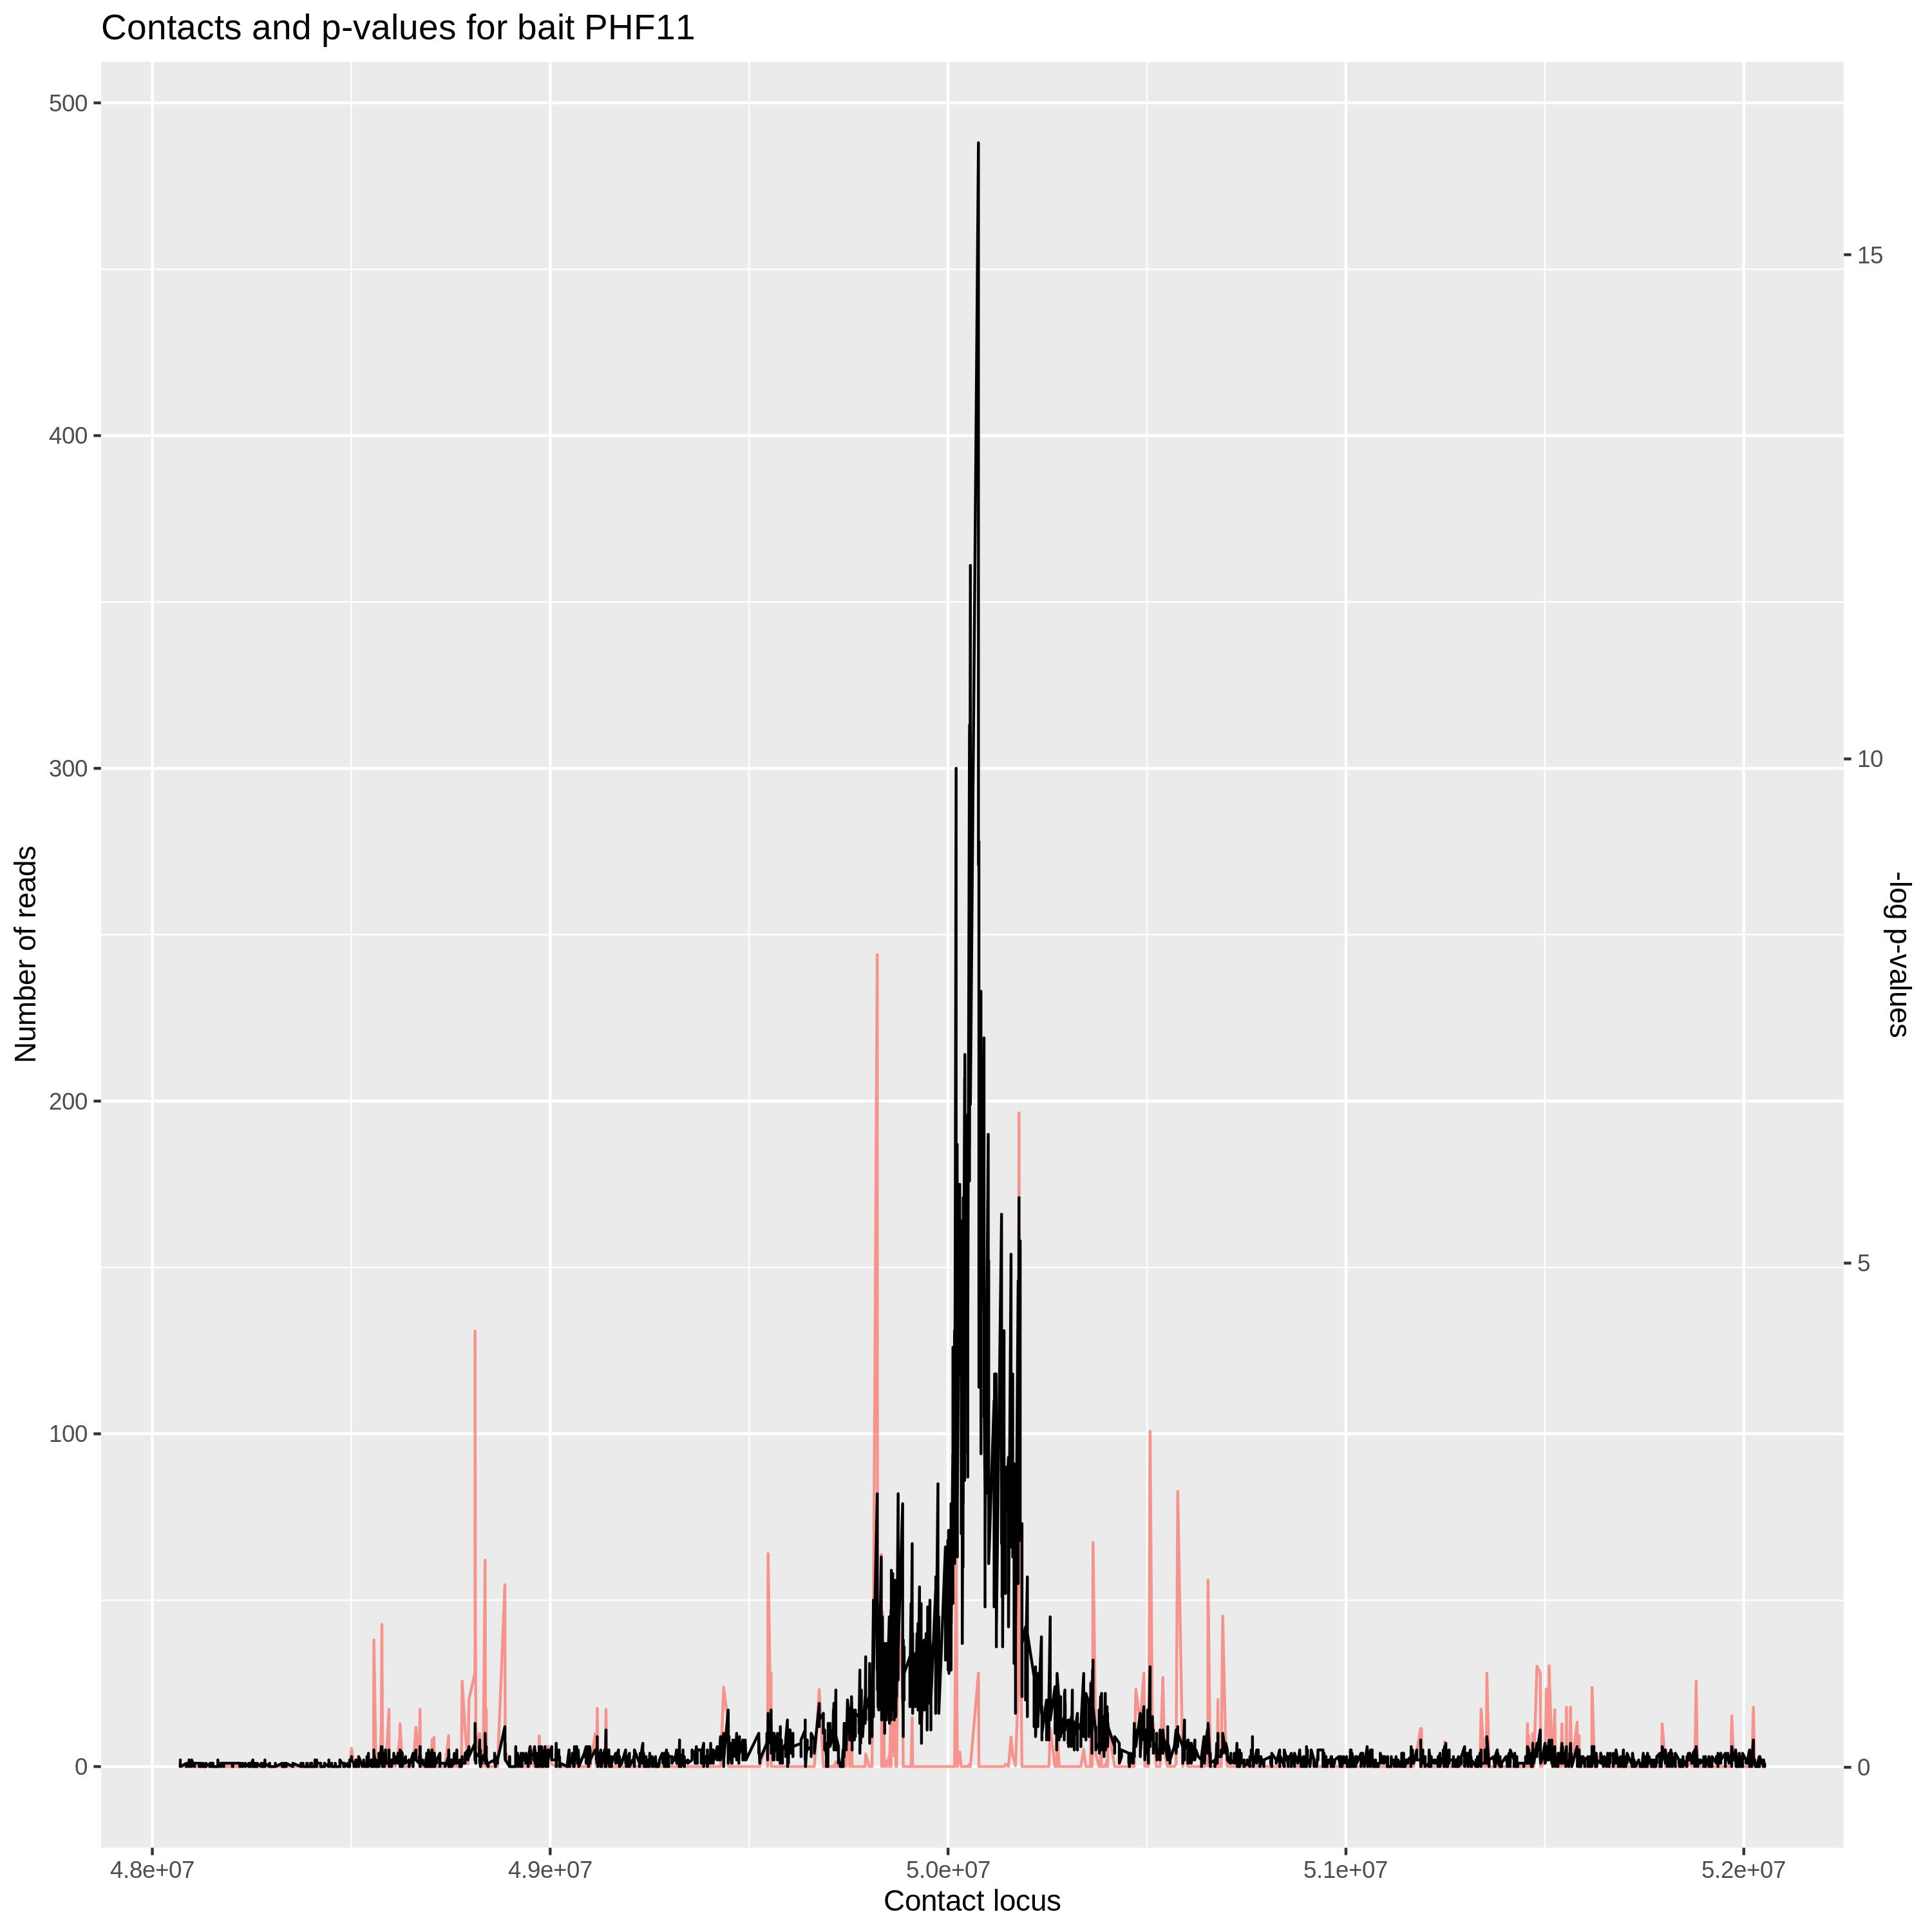 Contacts and p-values for bait PHF11
500
400
300
200
100
0
Number of reads
15
10
5
0
-log p-values
4.8e+07
4.9e+07
5.0e+07
5.1e+07
5.2e+07
Contact locus